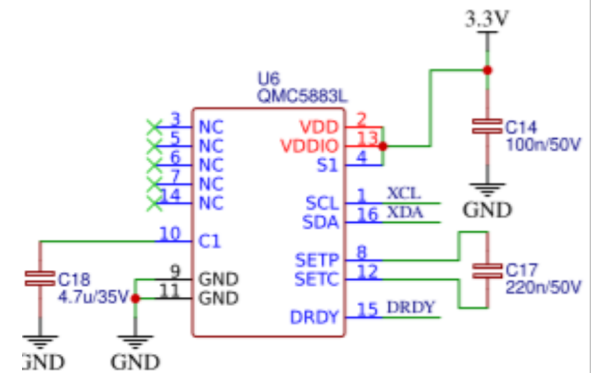 3.3V
U6
QMC5883L
3 NC VDD 2
5 NC VDDIO 13
6 NC S1 4
7 NC
14 NC SCL 1 XCL
SDA 16 XDA
10 C1
SETP 8
9 GND SETC 12
11 GND
DRDY 15 DRDY
C14
100n/50V
GND
C18
4.7u/35V
C17
220n/50V
GND
GND